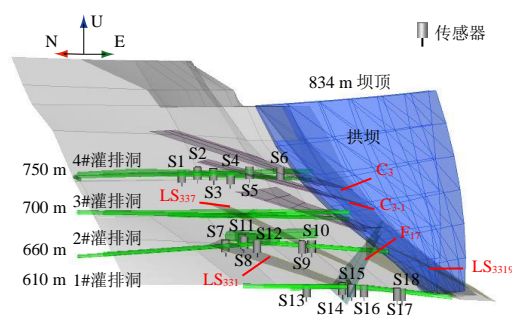 U
N E
传感器
834 m 坝顶
拱坝
750 m 4#灌排洞
S1 S2 S3 S4 S5 S6
C3
LS337
C3-1
700 m 3#灌排洞
F17
660 m 2#灌排洞
S7 S11 S8 S12 S9 S10
LS331
LS3319
610 m 1#灌排洞
S13 S14 S15 S16 S18 S17